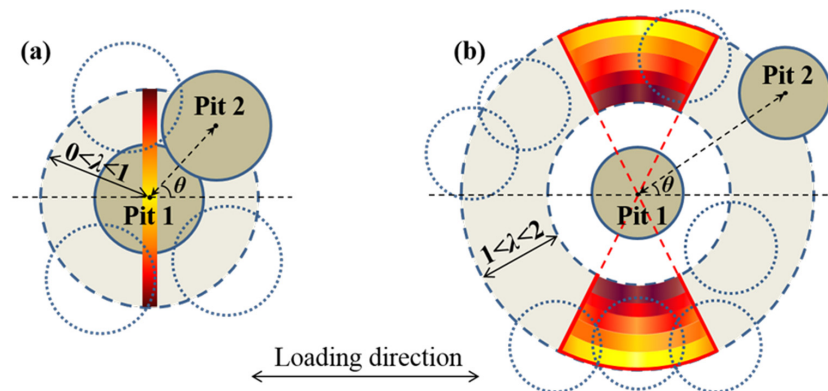 (a)
Pit 2
0<λ<1
θ
Pit 1
(b)
Pit 2
θ
Pit 1
1<λ<2
Loading direction